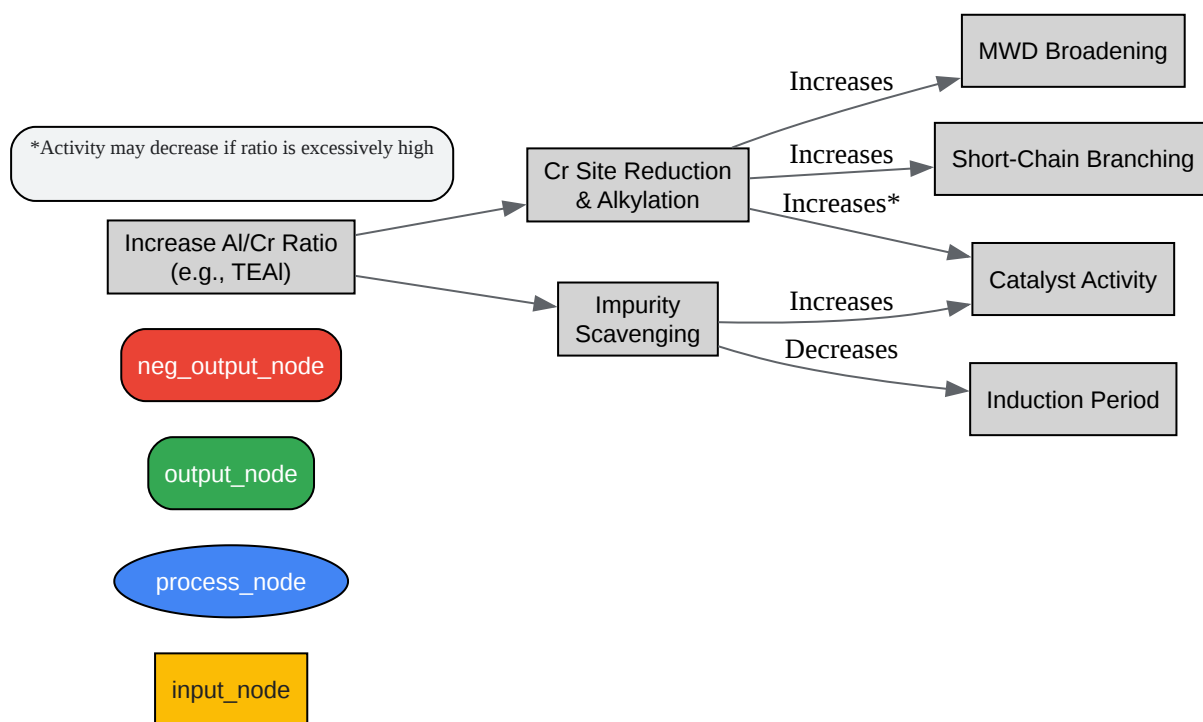 *Activity may decrease if ratio is excessively high
Increase Al/Cr Ratio
(e.g., TEAl)
neg_output_node
output_node
process_node
input_node
Cr Site Reduction
& Alkylation
Impurity
Scavenging
Increases
Increases
Increases*
Increases
Decreases
MWD Broadening
Short-Chain Branching
Catalyst Activity
Induction Period